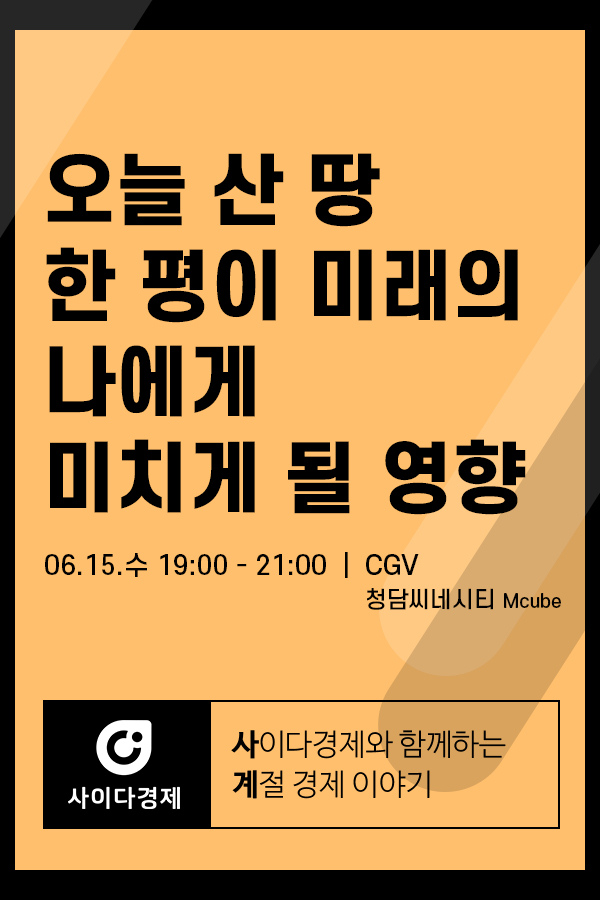 오늘 산 땅
한 평이 미래의
나에게
미치게 될 영향
06.15.수 19:00 - 21:00 | CGV
청담씨네시티 Mcube
사이다경제
사이다경제와 함께하는
계절 경제 이야기